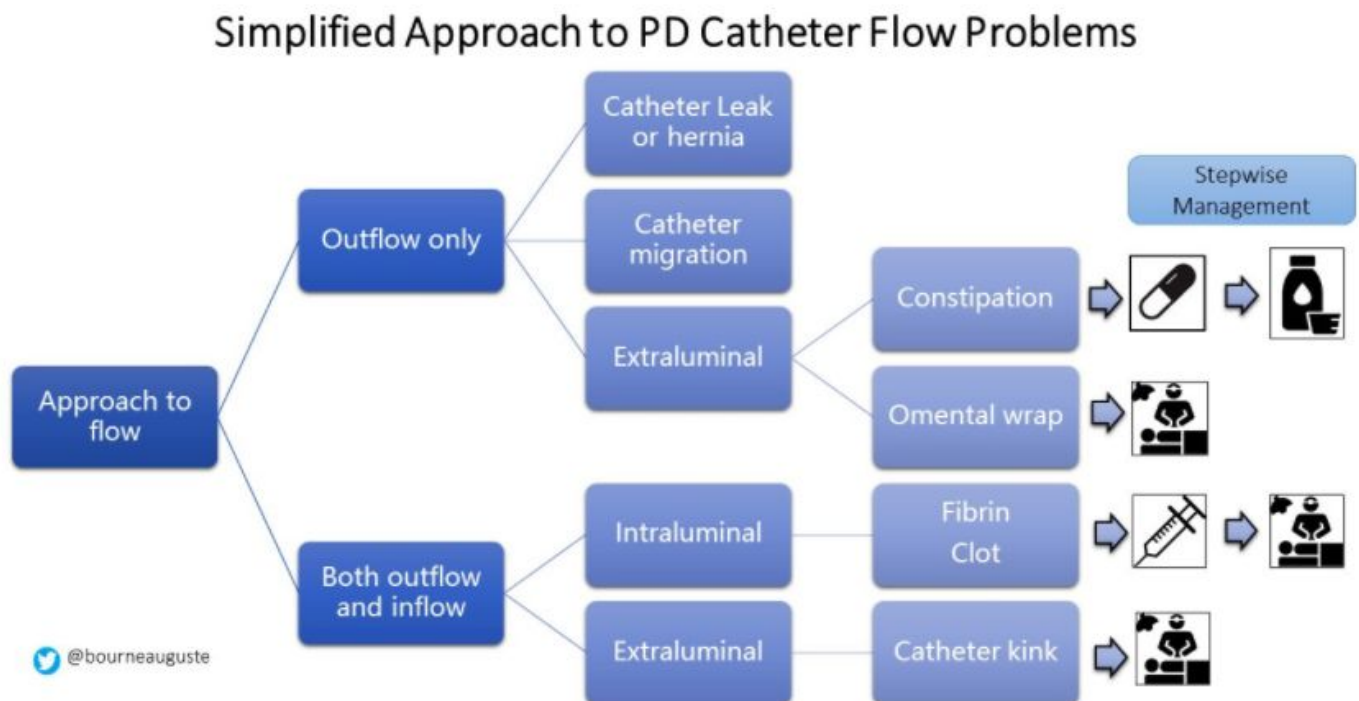 Simplified Approach to PD Catheter Flow Problems
Catheter Leak
or hernia
Stepwise
Management
Outflow only
Catheter
migration
Constipation
Extraluminal
Approach to
flow
Omental wrap
Intraluminal
Fibrin
Clot
Both outflow
and inflow
Extraluminal
Catheter kink
@bourneauguste